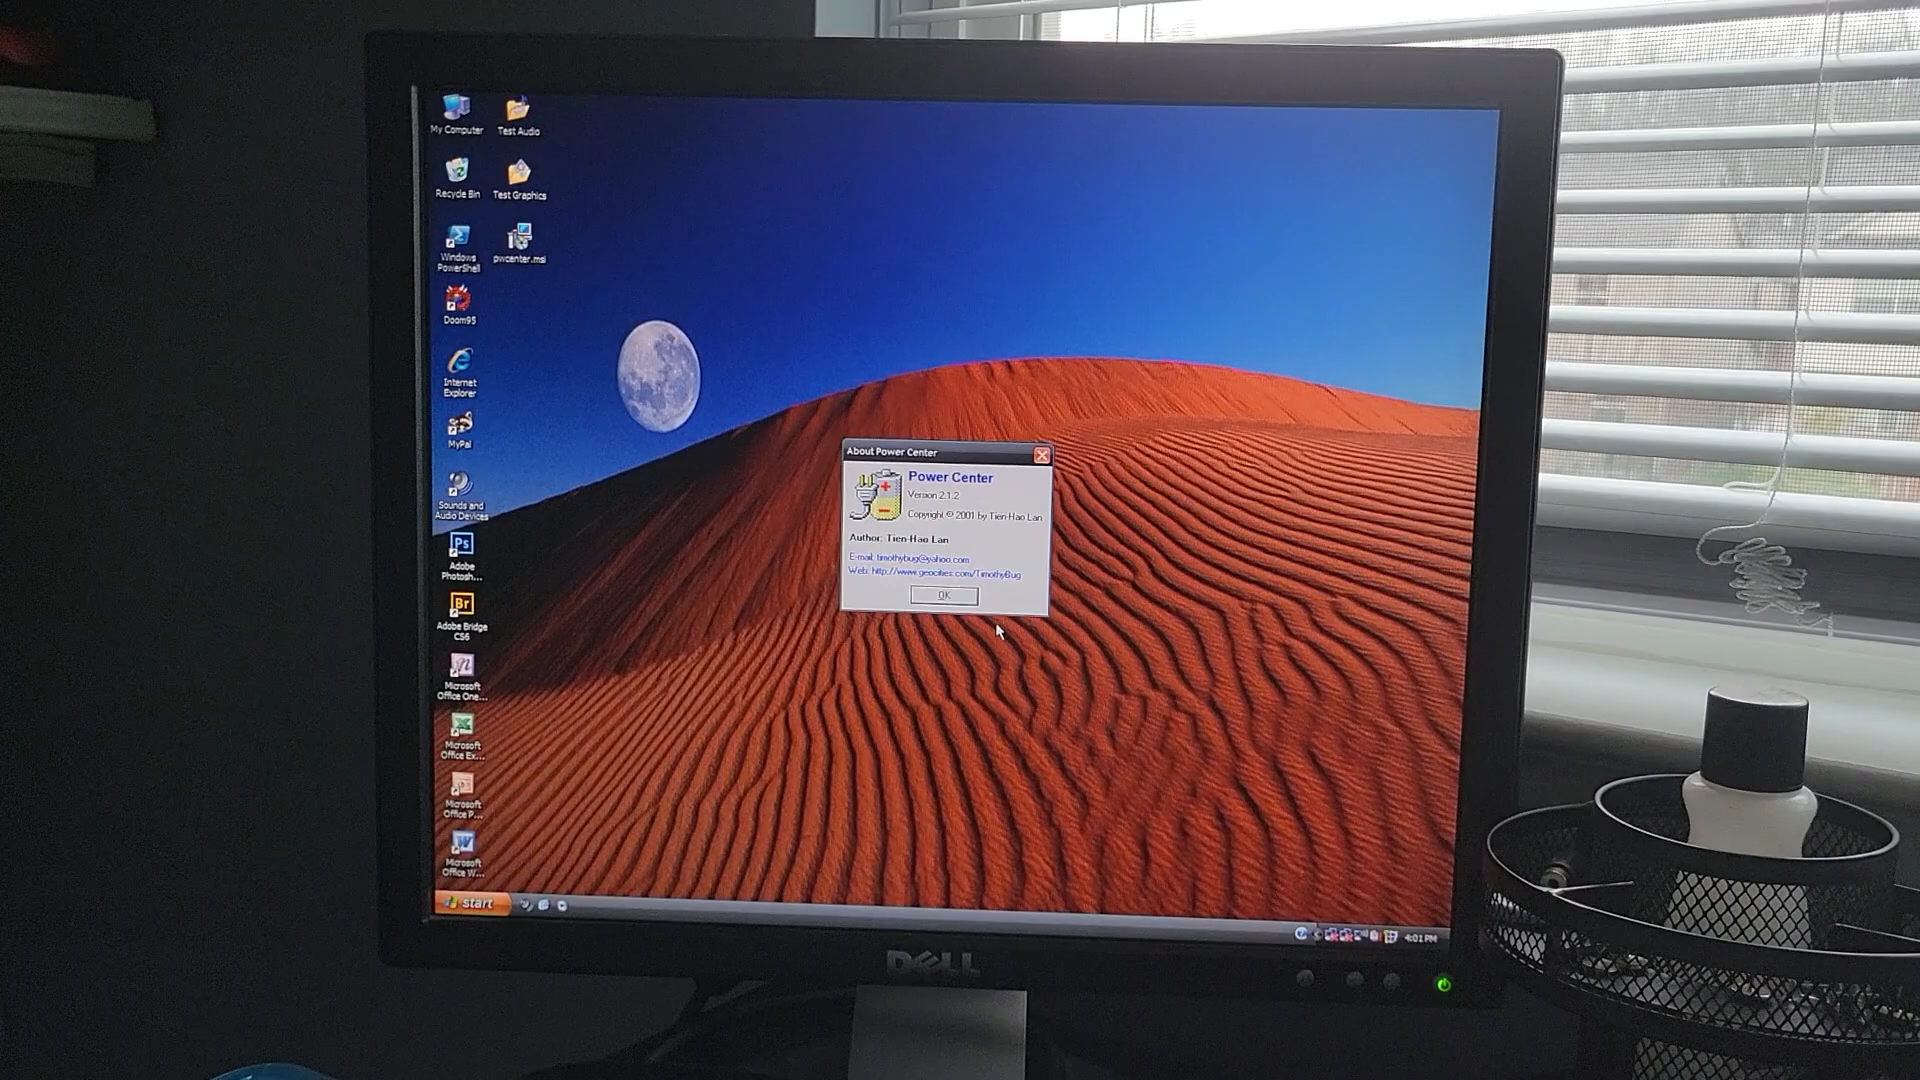 My Computer
Test Audio
Recycle Bin
Test Graphics
Windows
PowerShell
pwcenter.msi
Doom95
Internet
Explorer
MyPal
Sounds and
Audio Devices
Ps
Adobe
Photosh...
Br
Adobe Bridge
CS6
Microsoft
Office One...
Microsoft
Office Ex...
Microsoft
Office P...
Microsoft
Office W...
About Power Center
Power Center
Version 2.1.2
Copyright © 2001 by Tien-Hao Lan
Author: Tien-Hao Lan
E-mail: timothybug@yahoo.com
Web: http://www.geocities.com/TimothyBug
OK
start
4:01 PM
DELL